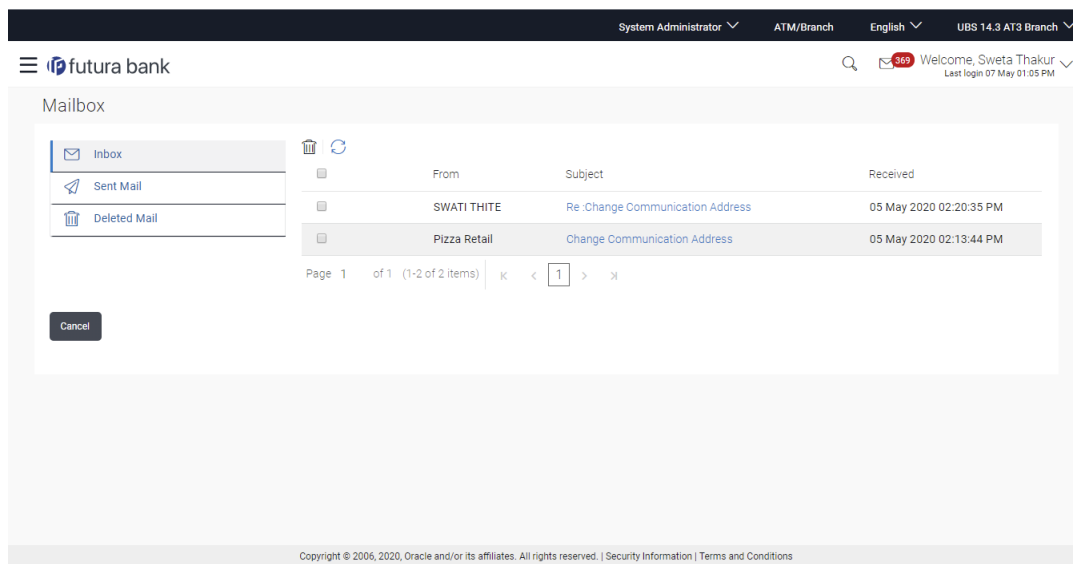 System Administrator ATM/Branch English UBS 14.3 AT3 Branch
futura bank 369 Welcome, Sweta Thakur
Last login 07 May 01:05 PM
Mailbox
Inbox
Sent Mail
Deleted Mail
From Subject Received
SWATI THITE Re :Change Communication Address 05 May 2020 02:20:35 PM
Pizza Retail Change Communication Address 05 May 2020 02:13:44 PM
Page 1 of 1 (1-2 of 2 items) 1
Cancel
Copyright © 2006, 2020, Oracle and/or its affiliates. All rights reserved. | Security Information | Terms and Conditions